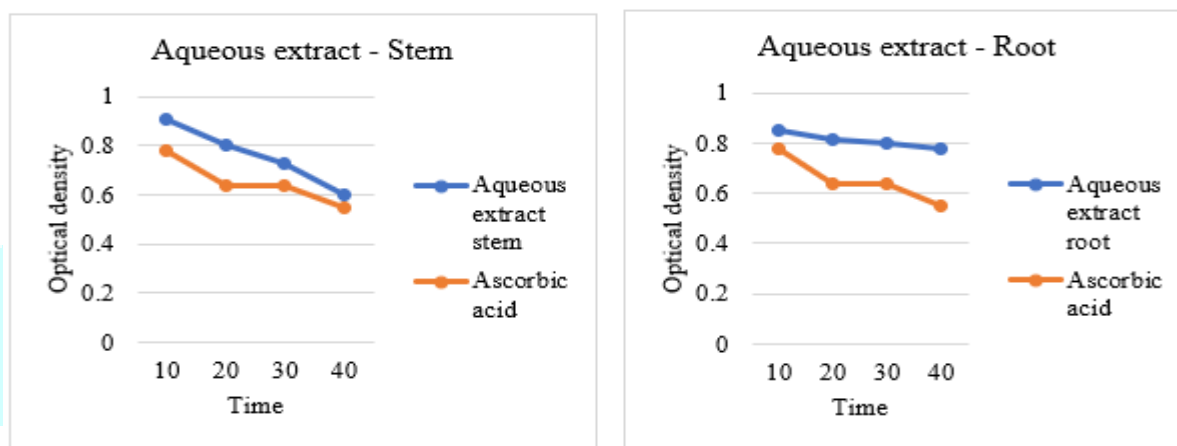 Aqueous extract - Stem
1
0.8
0.6
0.4
0.2
0
Optical density
10 20 30 40
Time
Aqueous
extract
stem
Ascorbic
acid
Aqueous extract - Root
1
0.8
0.6
0.4
0.2
0
Optical density
10 20 30 40
Time
Aqueous
extract
root
Ascorbic
acid